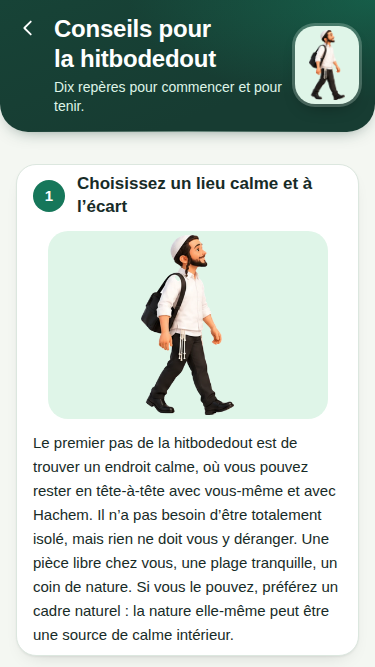 Conseils pour
la hitbodedout
Dix repères pour commencer et pour
tenir.
1
Choisissez un lieu calme et à
l’écart
Le premier pas de la hitbodedout est de
trouver un endroit calme, où vous pouvez
rester en tête-à-tête avec vous-même et avec
Hachem. Il n’a pas besoin d’être totalement
isolé, mais rien ne doit vous y déranger. Une
pièce libre chez vous, une plage tranquille, un
coin de nature. Si vous le pouvez, préférez un
cadre naturel : la nature elle-même peut être
une source de calme intérieur.